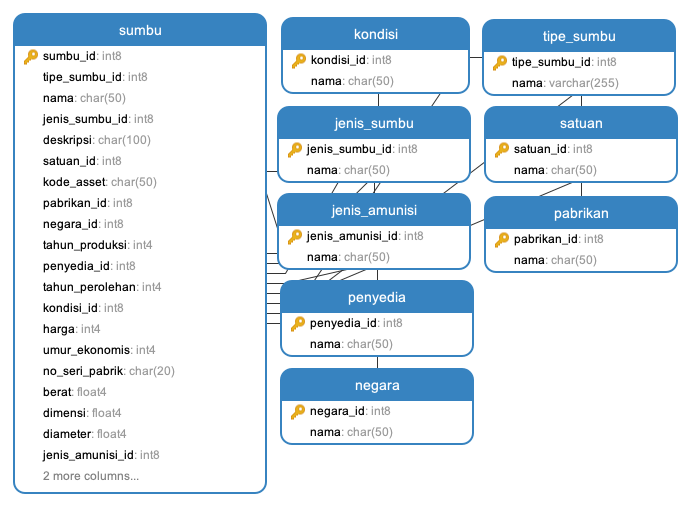 sumbu
sumbu_id: int8
tipe_sumbu_id: int8
nama: char(50)
jenis_sumbu_id: int8
deskripsi: char(100)
satuan_id: int8
kode_asset: char(50)
pabrikan_id: int8
negara_id: int8
tahun_produksi: int4
penyedia_id: int8
tahun_perolehan: int4
kondisi_id: int8
harga: int4
umur_ekonomis: int4
no_seri_pabrik: char(20)
berat: float4
dimensi: float4
diameter: float4
jenis_amunisi_id: int8
2 more columns...
kondisi
kondisi_id: int8
nama: char(50)
jenis_sumbu
jenis_sumbu_id: int8
nama: char(50)
jenis_amunisi
jenis_amunisi_id: int8
nama: char(50)
penyedia
penyedia_id: int8
nama: char(50)
negara
negara_id: int8
nama: char(50)
tipe_sumbu
tipe_sumbu_id: int8
nama: varchar(255)
satuan
satuan_id: int8
nama: char(50)
pabrikan
pabrikan_id: int8
nama: char(50)